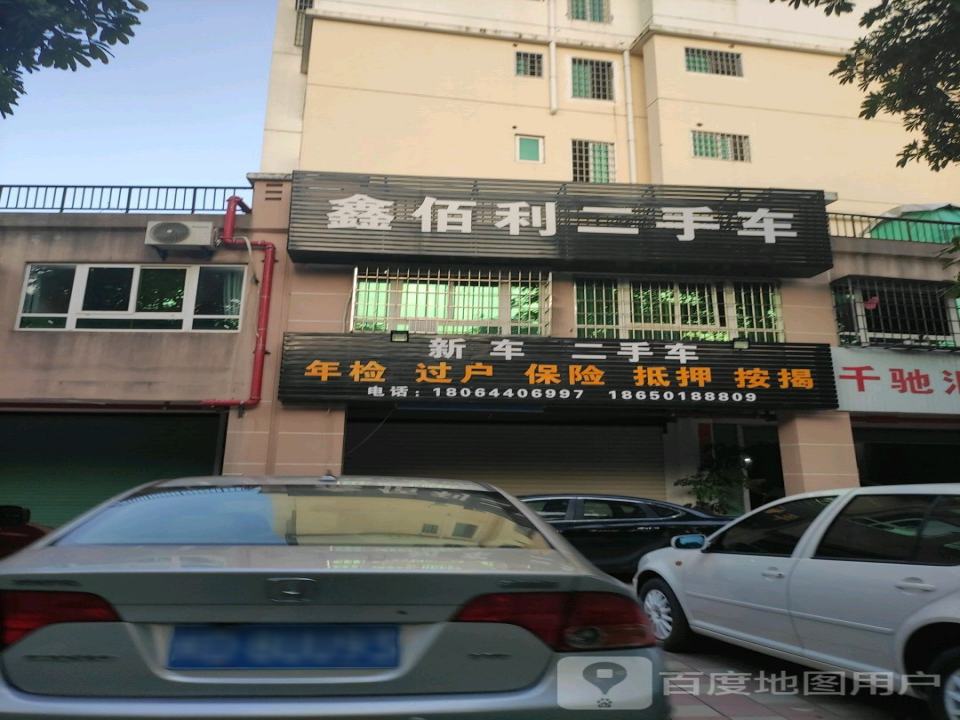 鑫佰利二手车
新车 二手车
年检 过户 保险 抵押 按揭
电话：18064406997 18650188809
千驰
百度地图用户